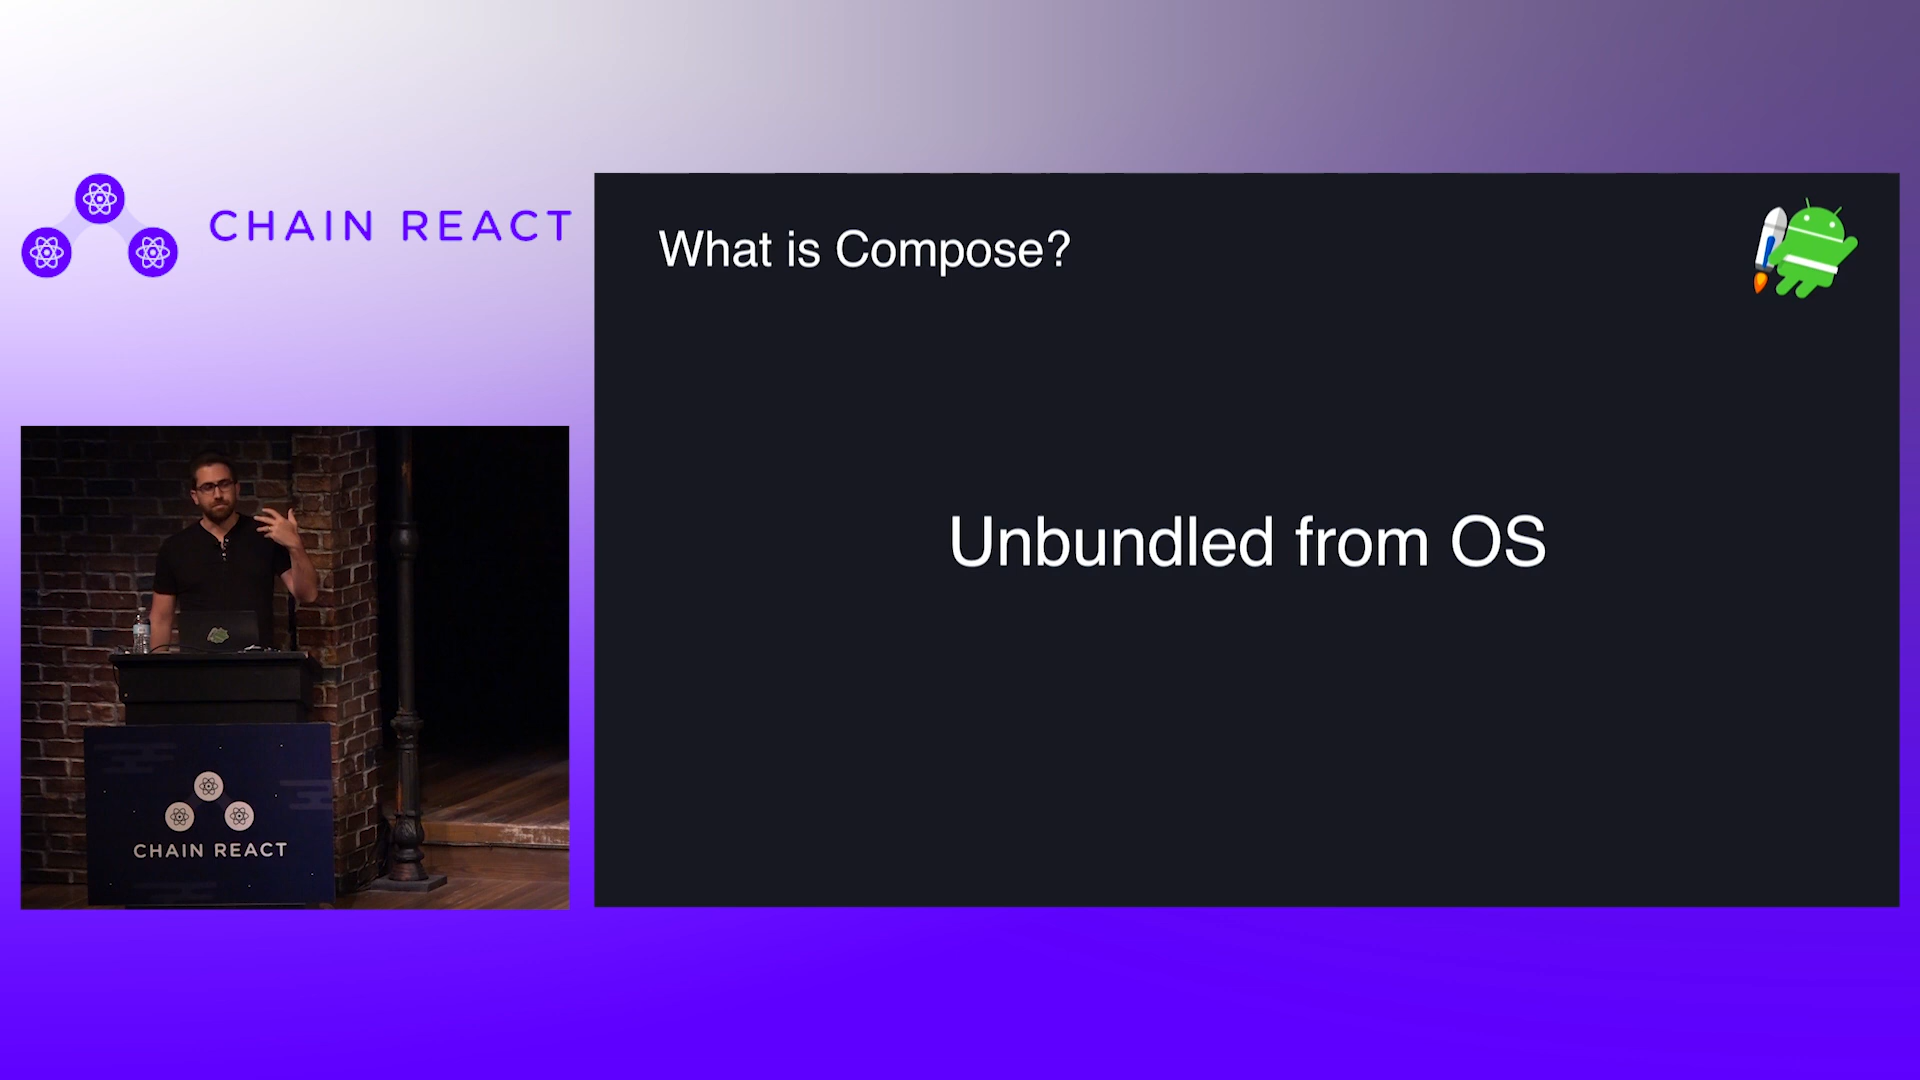 CHAIN REACT
What is Compose?
Unbundled from OS
CHAIN REACT